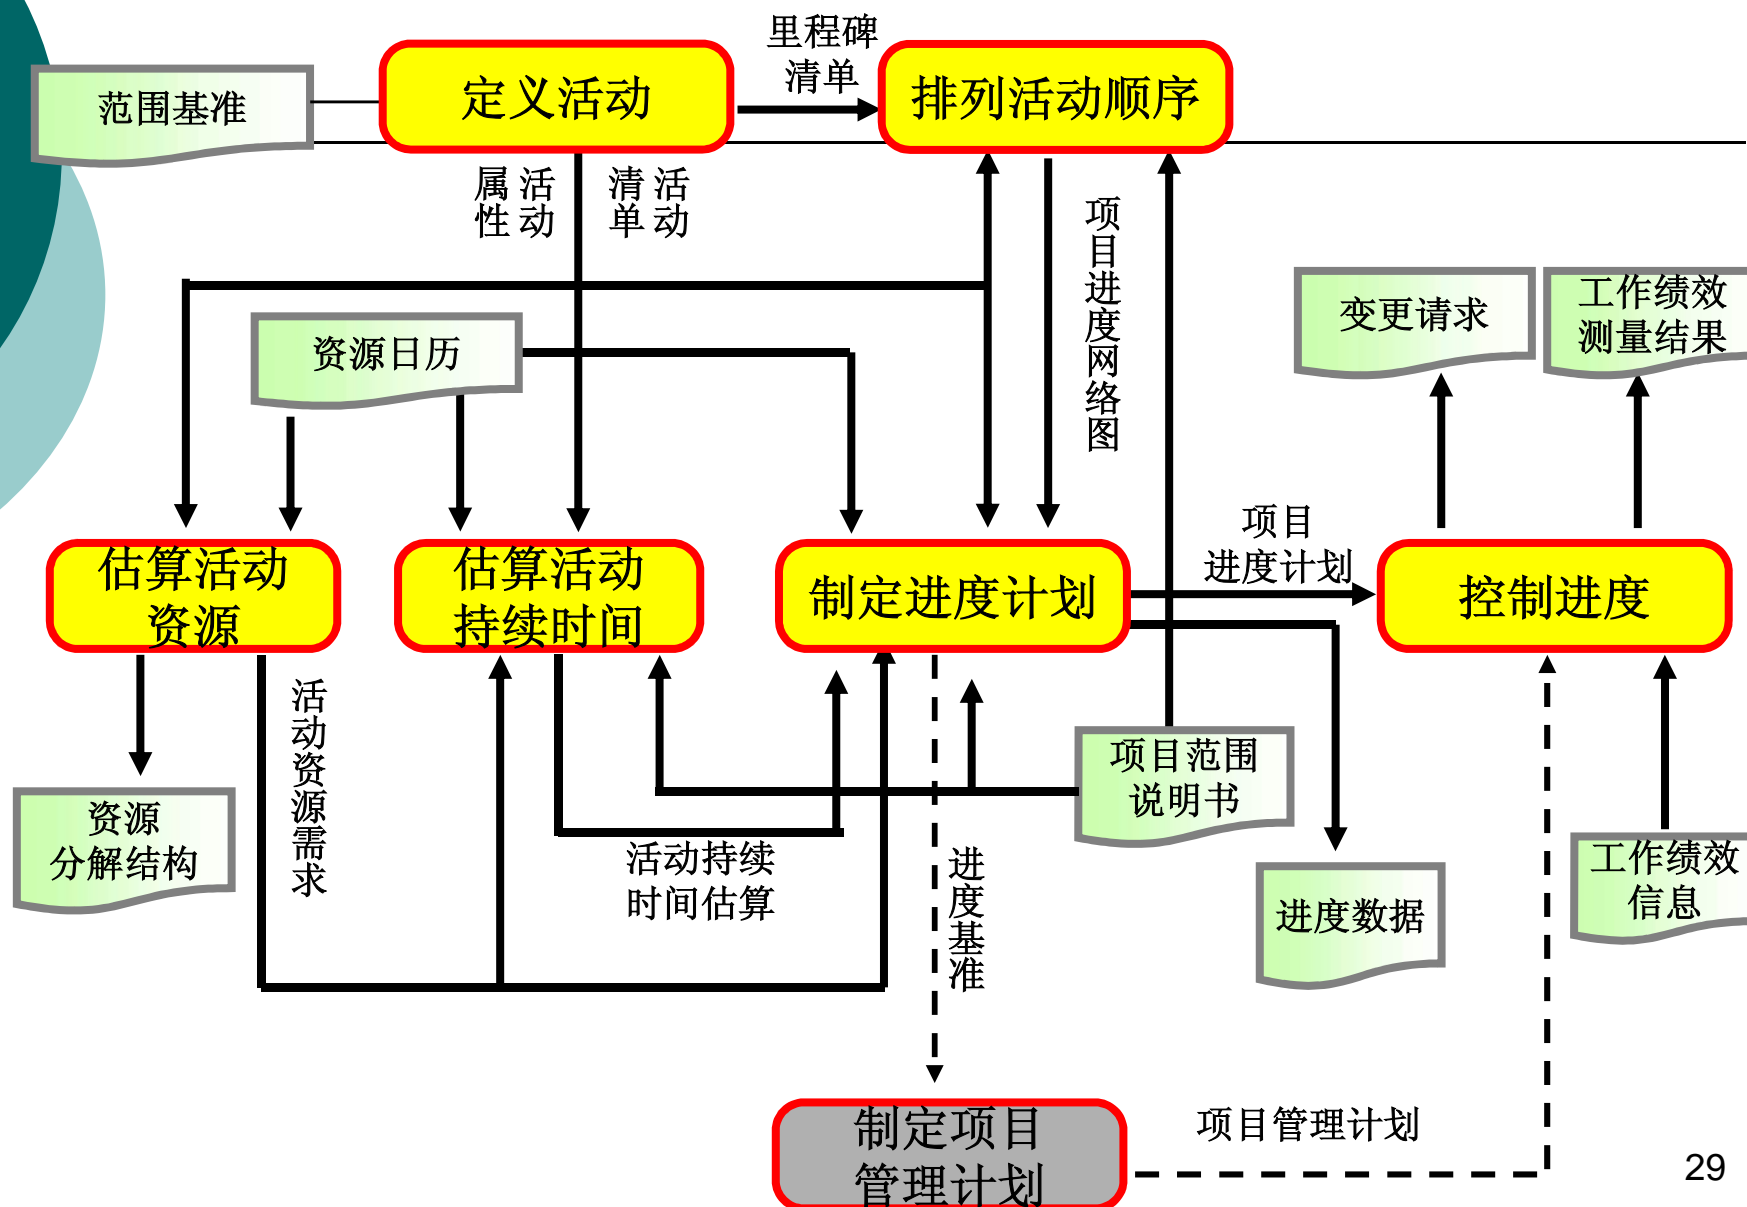 里程碑
清单
范围基准
定义活动
排列活动顺序
活动
属性
活动
清单
项目进度网络图
变更请求
工作绩效
测量结果
资源日历
项目
进度计划
估算活动
资源
估算活动
持续时间
制定进度计划
控制进度
活动资源需求
项目范围
说明书
资源
分解结构
活动持续
时间估算
进度基准
进度数据
工作绩效
信息
制定项目
管理计划
项目管理计划
29